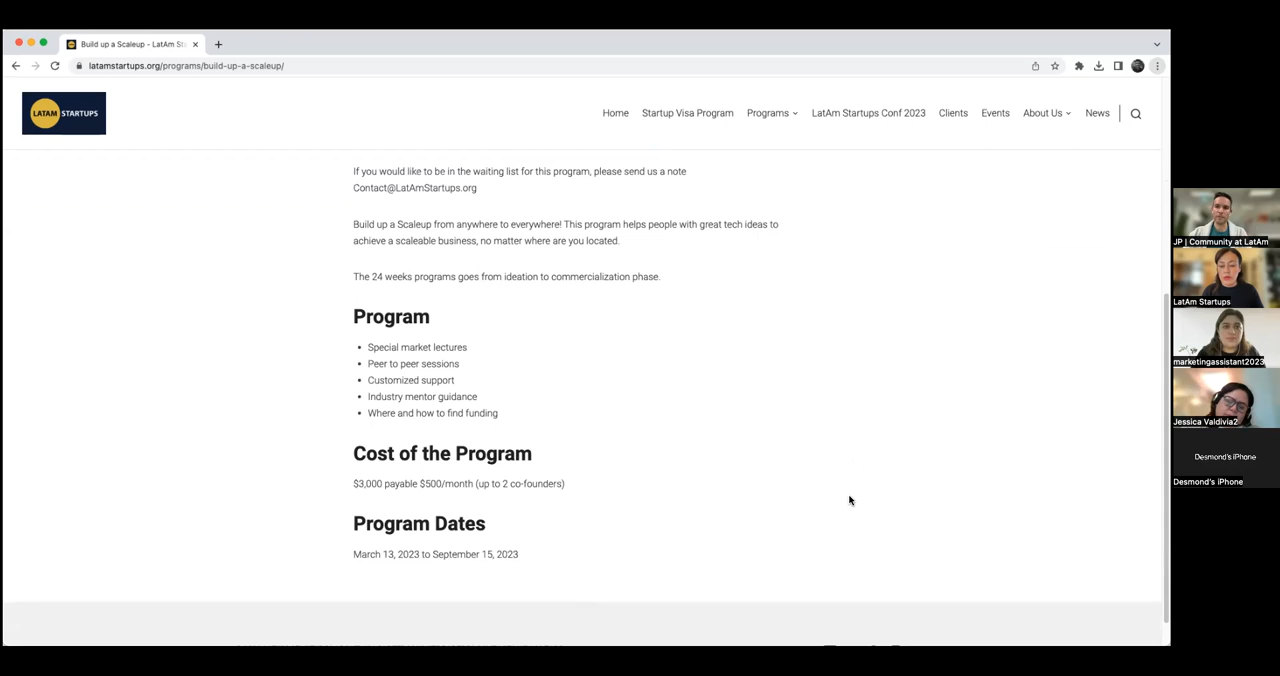 Build up a Scaleup - LatAm Sta
latamstartups.org/programs/build-up-a-scaleup/
LATAM STARTUPS
Home Startup Visa Program Programs LatAm Startups Conf 2023 Clients Events About Us News
If you would like to be in the waiting list for this program, please send us a note
Contact@LatAmStartups.org
Build up a Scaleup from anywhere to everywhere! This program helps people with great tech ideas to
achieve a scaleable business, no matter where are you located.
The 24 weeks programs goes from ideation to commercialization phase.
Program
• Special market lectures
• Peer to peer sessions
• Customized support
• Industry mentor guidance
• Where and how to find funding
Cost of the Program
$3,000 payable $500/month (up to 2 co-founders)
Program Dates
March 13, 2023 to September 15, 2023
JP | Community at LatAm
LatAm Startups
marketingassistant2023
Jessica Valdivia2
Desmond's iPhone
Desmond's iPhone